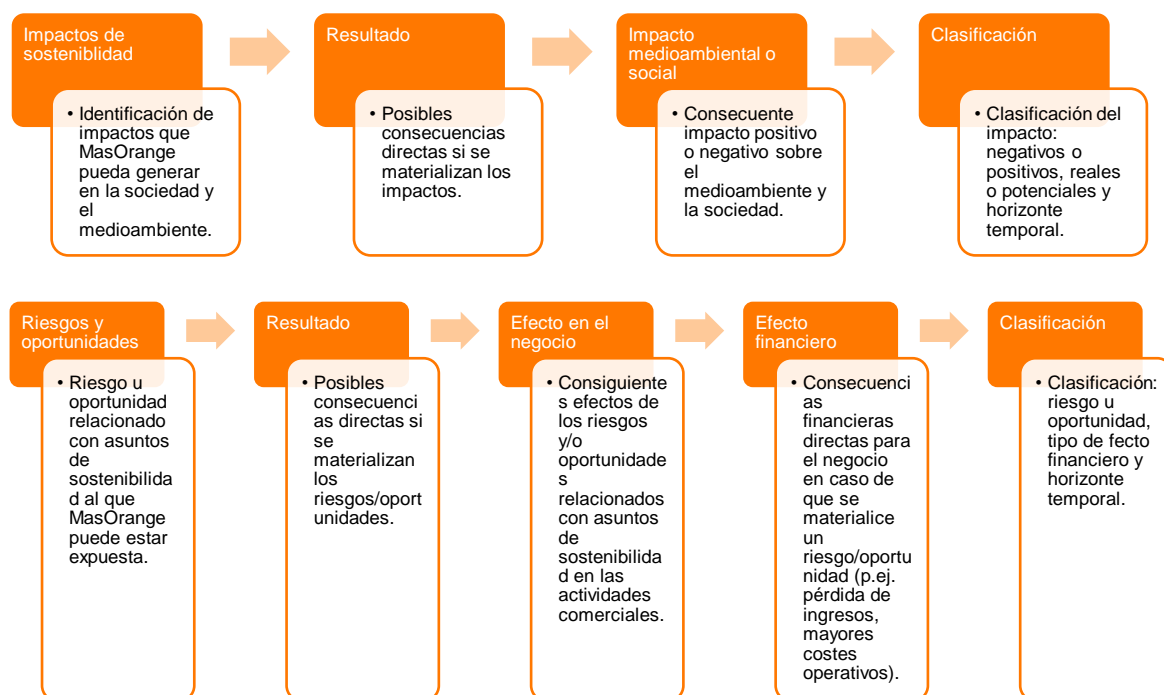 Impactos de
sosteniblidad
• Identificación de
impactos que
MasOrange
pueda generar
en la sociedad y
el
medioambiente.
Resultado
• Posibles
consecuencias
directas si se
materializan los
impactos.
Impacto
medioambiental o
social
• Consecuente
impacto positivo
o negativo sobre
el
medioambiente y
la sociedad.
Clasificación
• Clasificación del
impacto:
negativos o
positivos, reales
o potenciales y
horizonte
temporal.
Riesgos y
oportunidades
• Riesgo u
oportunidad
relacionado
con asuntos
de
sostenibilida
d al que
MasOrange
puede estar
expuesta.
Resultado
• Posibles
consecuenci
as directas si
se
materializan
los
riesgos/oport
unidades.
Efecto en el
negocio
• Consiguiente
s efectos de
los riesgos
y/o
oportunidade
s
relacionados
con asuntos
de
sostenibilida
d en las
actividades
comerciales.
Efecto
financiero
• Consecuenci
as
financieras
directas para
el negocio
en caso de
que se
materialice
un
riesgo/oportu
nidad (p.ej.
pérdida de
ingresos,
mayores
costes
operativos).
Clasificación
• Clasificación:
riesgo u
oportunidad,
tipo de fecto
financiero y
horizonte
temporal.